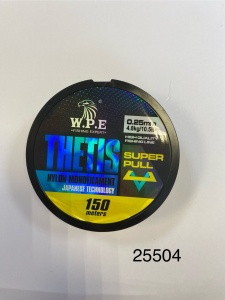 W.P.E
FISHING EXPERT
0.25mm
4.8kg/10.5lb
HIGH QUALITY
FISHING LINE
THETIS
SUPER
PULL
NYLON MONOFILAMENT
JAPANESE TECHNOLOGY
150
meters
25504